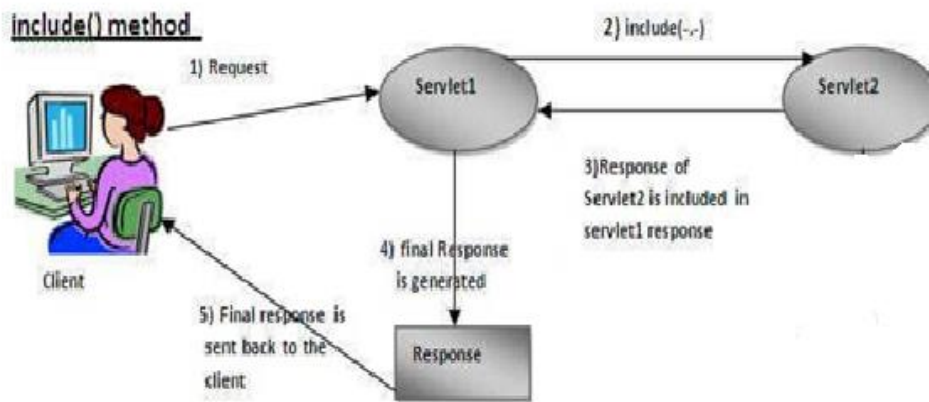 include() method
1) Request
Servlet1
2) include(-,-)
Servlet2
3)Response of
Servlet2 is included in
servlet1 response
4) final Response
is generated
Client
5) Final response is
sent back to the
client
Response